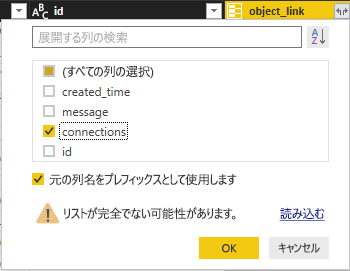 ABC id object_link
展開する列の検索
AZ
(すべての列の選択)
created_time
message
connections
id
元の列名をプレフィックスとして使用します
リストが完全でない可能性があります。 読み込む
OK キャンセル